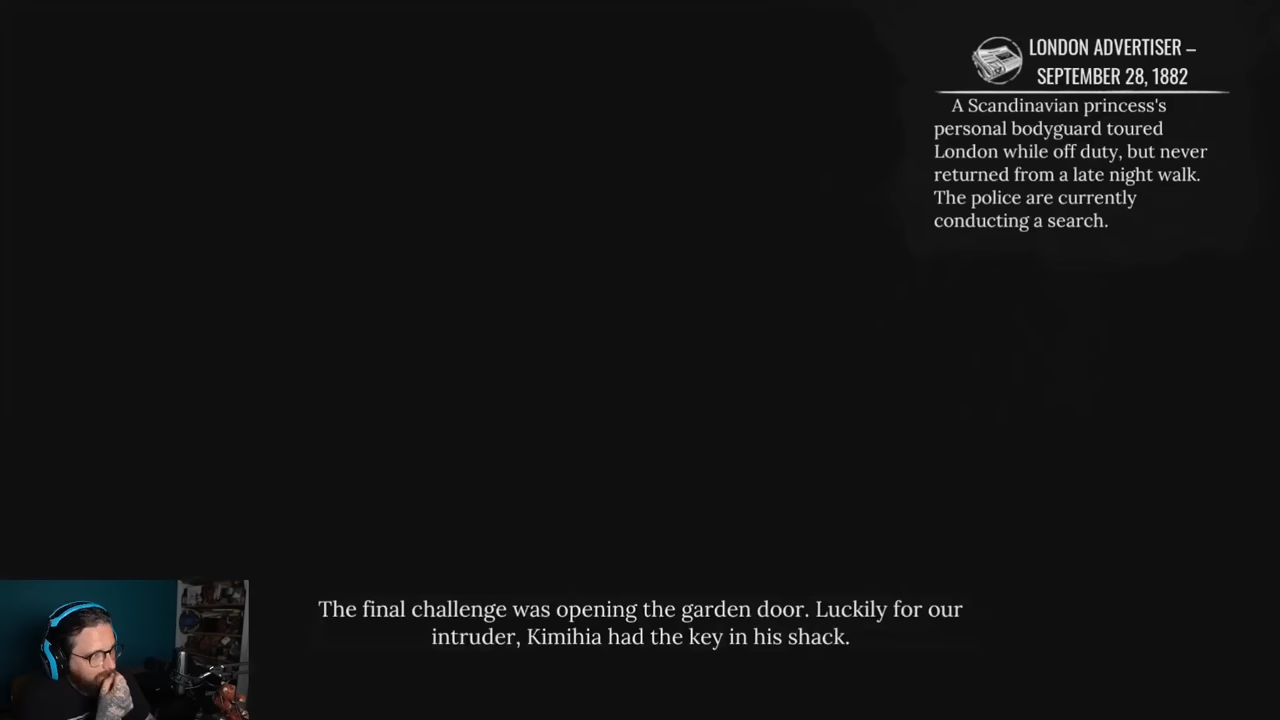 LONDON ADVERTISER –
SEPTEMBER 28, 1882
A Scandinavian princess's
personal bodyguard toured
London while off duty, but never
returned from a late night walk.
The police are currently
conducting a search.
The final challenge was opening the garden door. Luckily for our
intruder, Kimihia had the key in his shack.